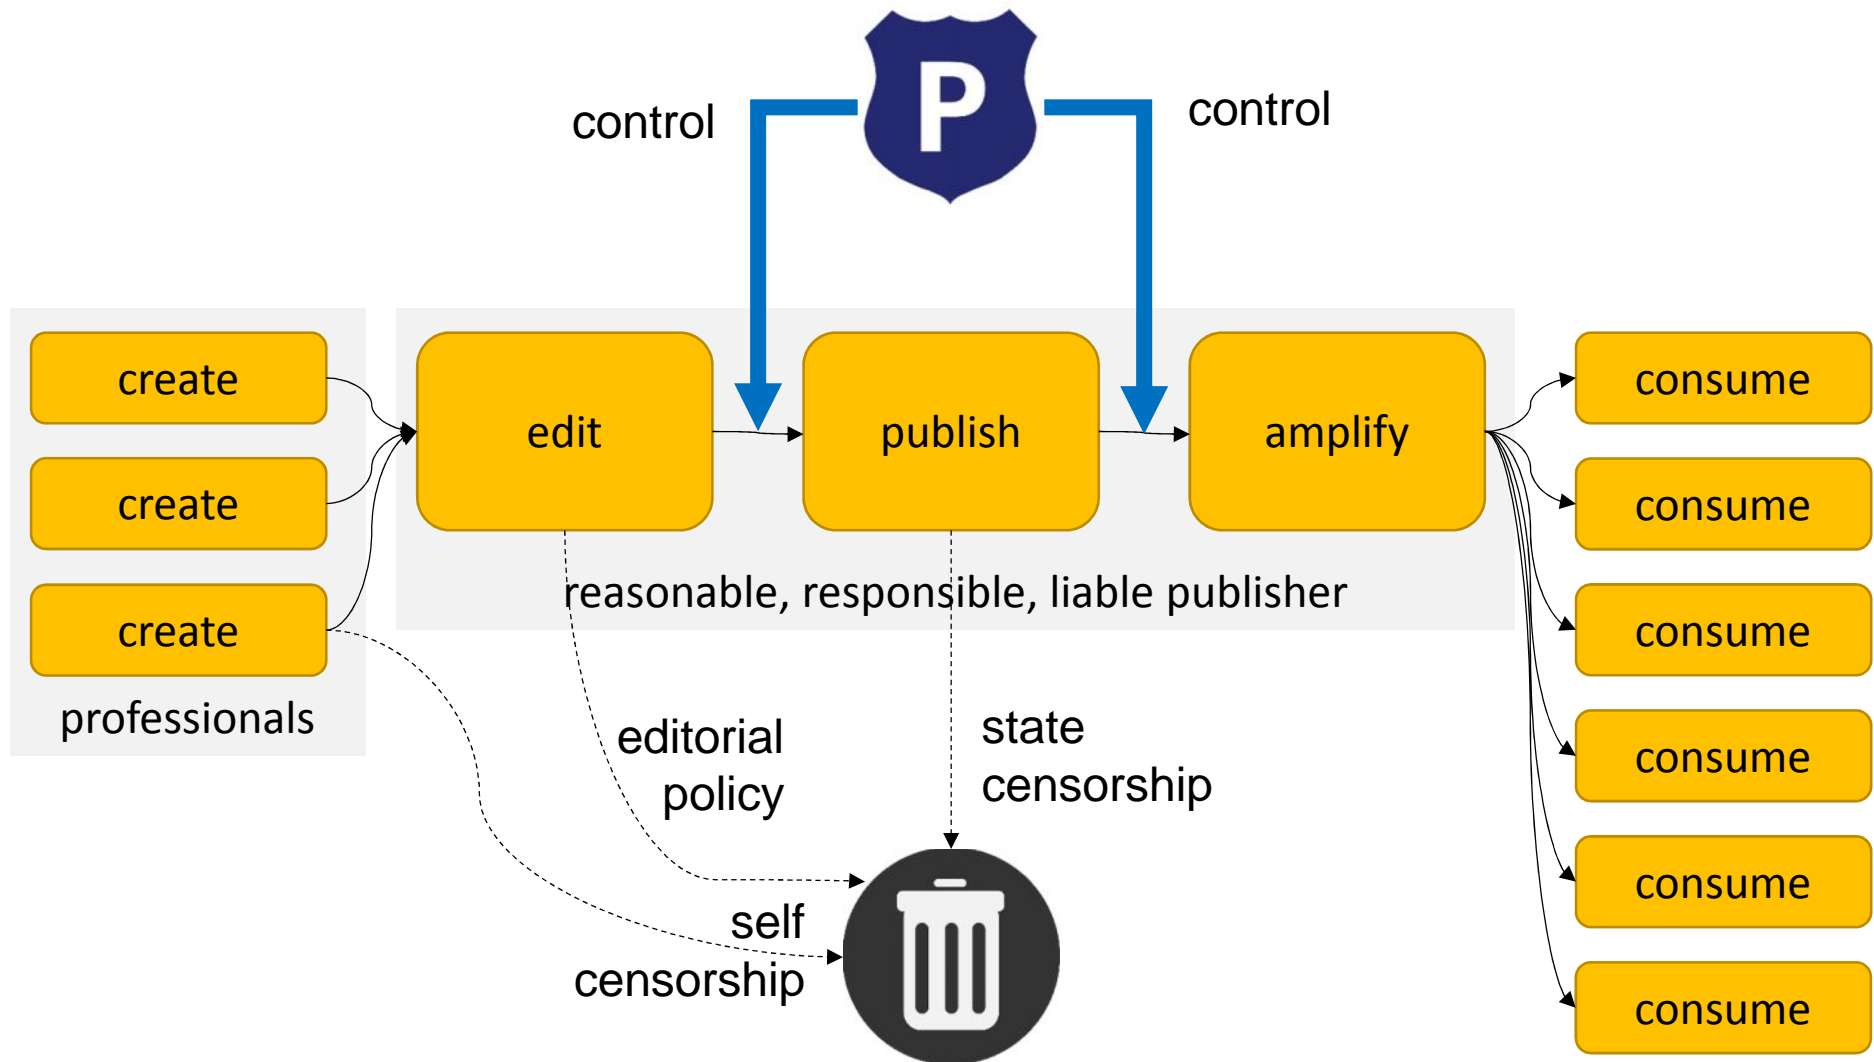 P
control
control
create
create
create
professionals
edit
publish
amplify
reasonable, responsible, liable publisher
consume
consume
consume
consume
consume
consume
editorial
policy
state
censorship
self
censorship